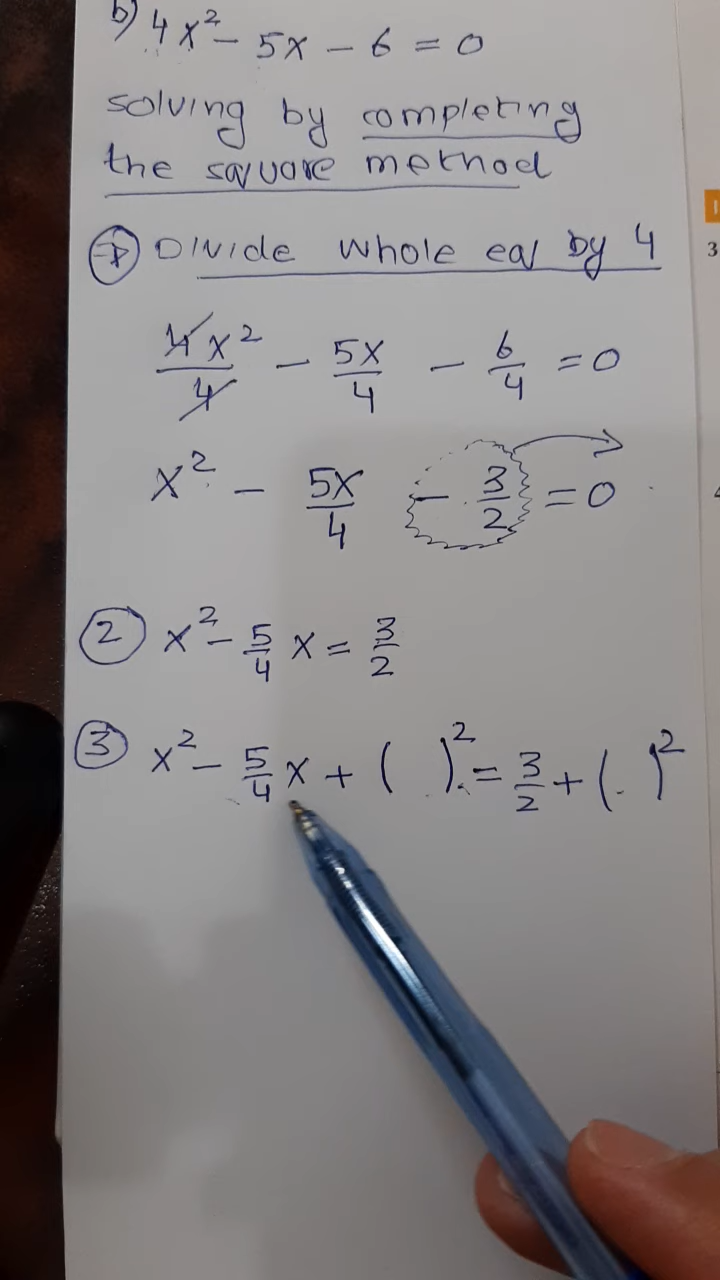 b) 4x² - 5x - 6 = 0
solving by completing
the square method
① Divide whole eq by 4
4x²/4 - 5x/4 - 6/4 = 0
x² - 5x/4 - 3/2 = 0
② x² - 5/4 x = 3/2
③ x² - 5/4 x + ( )² = 3/2 + ( )²
3